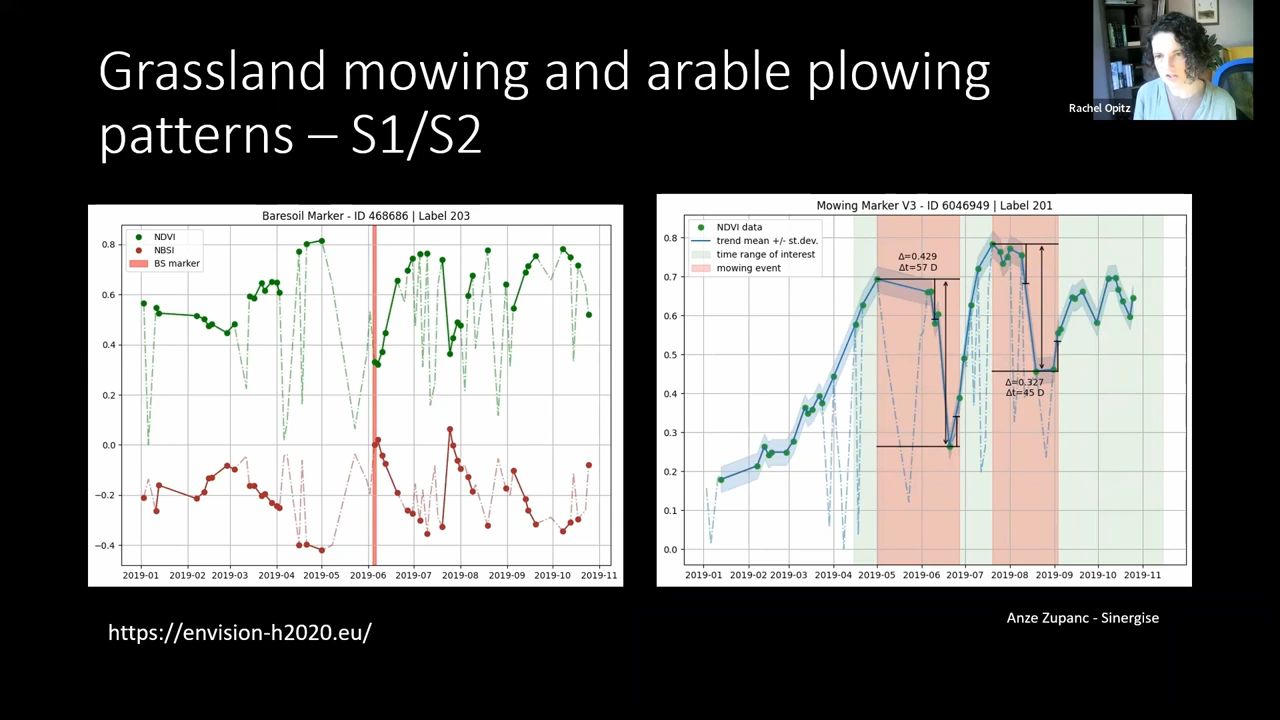 Grassland mowing and arable plowing
patterns – S1/S2
Rachel Opitz
Baresoil Marker - ID 468686 | Label 203
NDVI
NBSI
BS marker
0.8
0.6
0.4
0.2
0.0
−0.2
−0.4
2019-01 2019-02 2019-03 2019-04 2019-05 2019-06 2019-07 2019-08 2019-09 2019-10 2019-11
Mowing Marker V3 - ID 6046949 | Label 201
NDVI data
trend mean +/- st.dev.
time range of interest
mowing event
Δ=0.429
Δt=57 D
Δ=0.327
Δt=45 D
0.8
0.7
0.6
0.5
0.4
0.3
0.2
0.1
0.0
2019-01 2019-02 2019-03 2019-04 2019-05 2019-06 2019-07 2019-08 2019-09 2019-10 2019-11
https://envision-h2020.eu/
Anze Zupanc - Sinergise